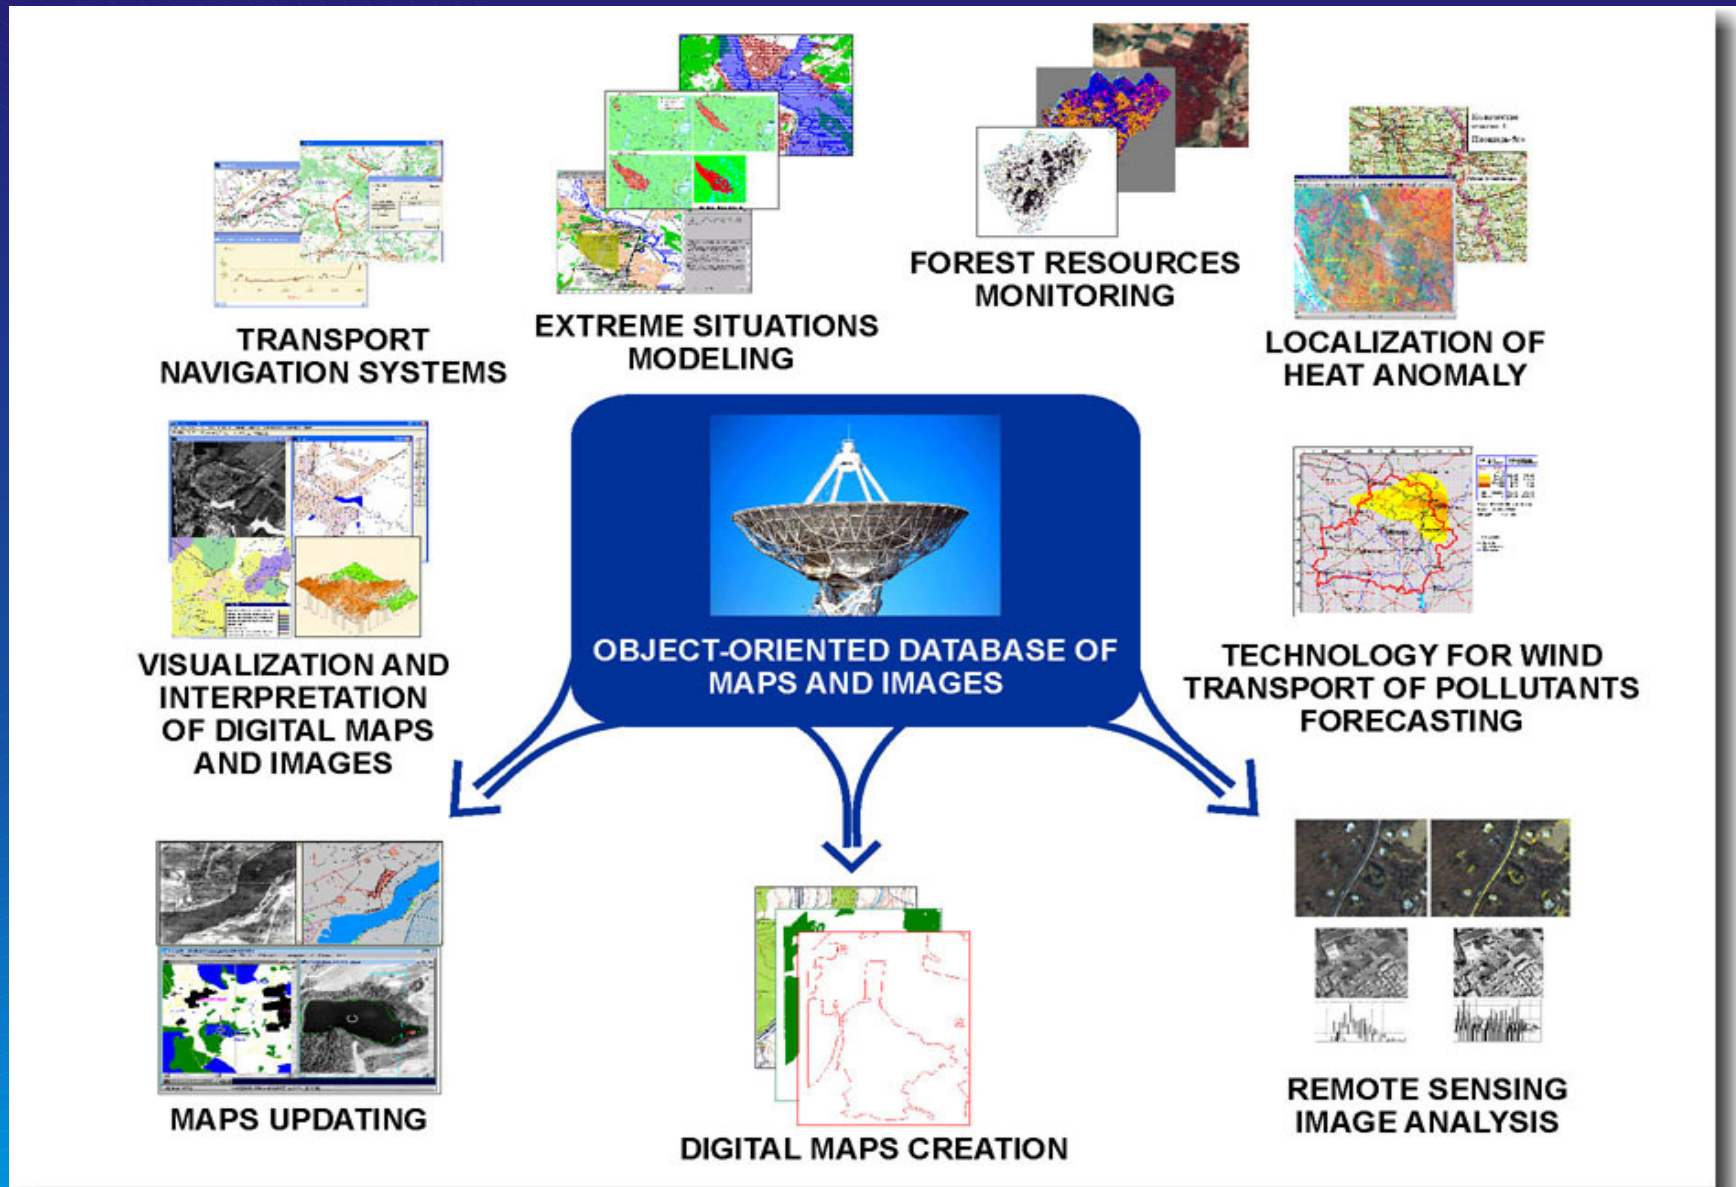 TRANSPORT
NAVIGATION SYSTEMS
EXTREME SITUATIONS
MODELING
FOREST RESOURCES
MONITORING
LOCALIZATION OF
HEAT ANOMALY
OBJECT-ORIENTED DATABASE OF
MAPS AND IMAGES
VISUALIZATION AND
INTERPRETATION
OF DIGITAL MAPS
AND IMAGES
TECHNOLOGY FOR WIND
TRANSPORT OF POLLUTANTS
FORECASTING
MAPS UPDATING
DIGITAL MAPS CREATION
REMOTE SENSING
IMAGE ANALYSIS